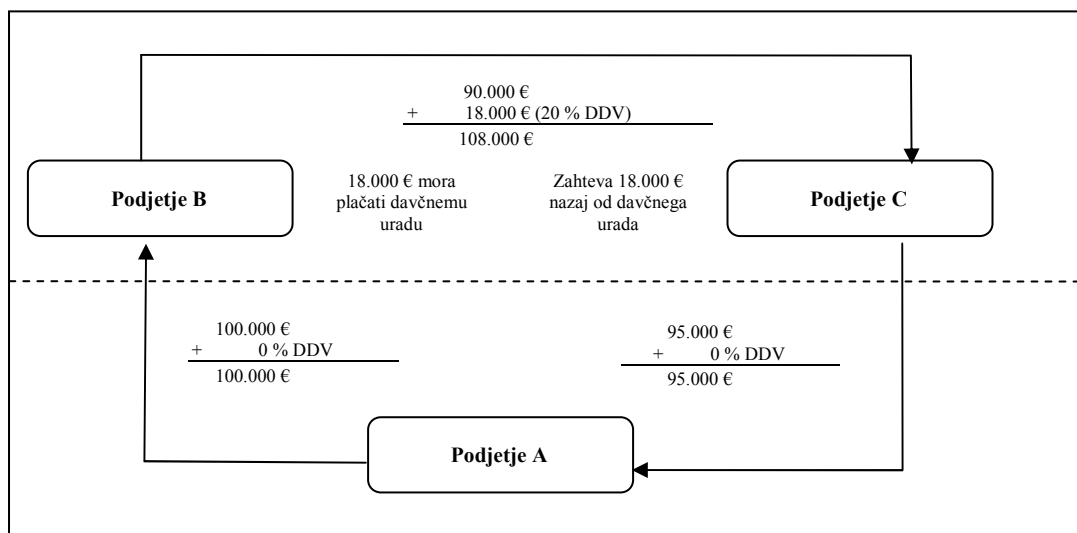 90.000 €
+ 18.000 € (20 % DDV)
108.000 €
Podjetje B
18.000 € mora
plačati davčnemu
uradu
Zahteva 18.000 €
nazaj od davčnega
urada
Podjetje C
100.000 €
+ 0 % DDV
100.000 €
95.000 €
+ 0 % DDV
95.000 €
Podjetje A